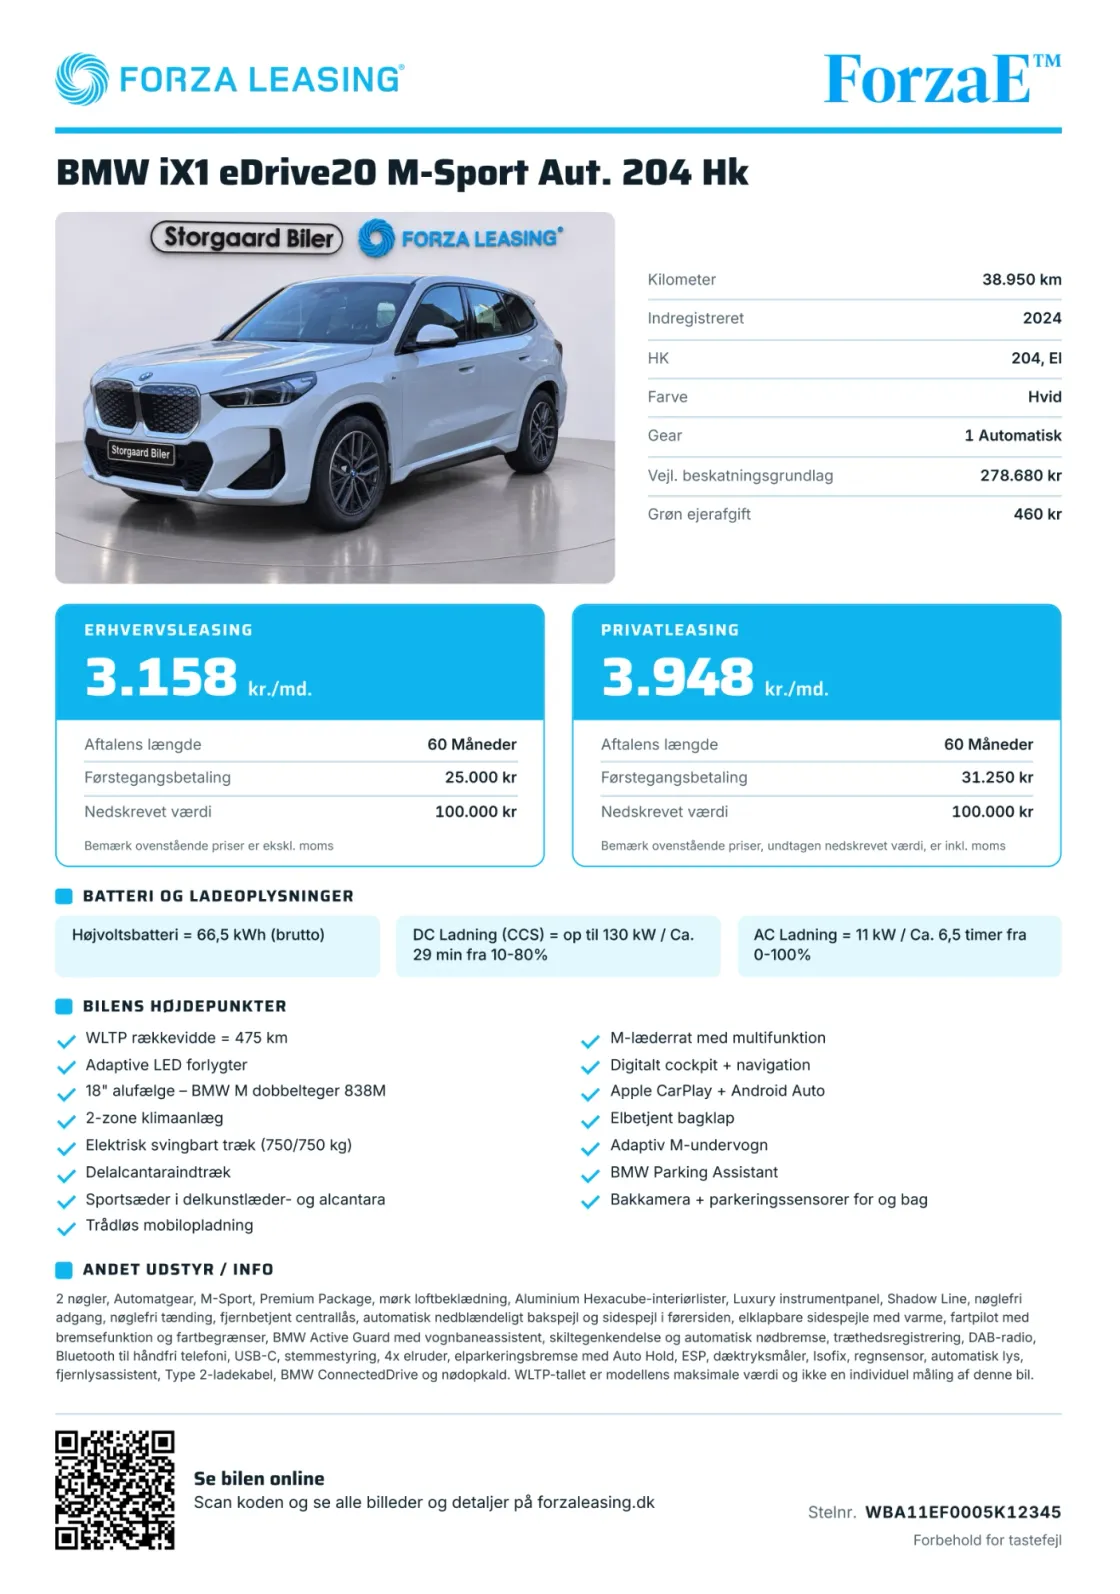 FORZA LEASING®
ForzaE™
BMW iX1 eDrive20 M-Sport Aut. 204 Hk
Storgaard Biler FORZA LEASING®
Storgaard Biler
Kilometer 38.950 km
Indregistreret 2024
HK 204, El
Farve Hvid
Gear 1 Automatisk
Vejl. beskatningsgrundlag 278.680 kr
Grøn ejerafgift 460 kr
ERHVERVSLEASING
3.158 kr./md.
Aftalens længde 60 Måneder
Førstegangsbetaling 25.000 kr
Nedskrevet værdi 100.000 kr
Bemærk ovenstående priser er ekskl. moms
PRIVATLEASING
3.948 kr./md.
Aftalens længde 60 Måneder
Førstegangsbetaling 31.250 kr
Nedskrevet værdi 100.000 kr
Bemærk ovenstående priser, undtagen nedskrevet værdi, er inkl. moms
BATTERI OG LADEOPLYSNINGER
Højvoltsbatteri = 66,5 kWh (brutto)
DC Ladning (CCS) = op til 130 kW / Ca.
29 min fra 10-80%
AC Ladning = 11 kW / Ca. 6,5 timer fra
0-100%
BILENS HØJDEPUNKTER
WLTP rækkevidde = 475 km
Adaptive LED forlygter
18" alufælge – BMW M dobbelteger 838M
2-zone klimaanlæg
Elektrisk svingbart træk (750/750 kg)
Delalcantaraindtræk
Sportsæder i delkunstlæder- og alcantara
Trådløs mobilopladning
M-læderrat med multifunktion
Digitalt cockpit + navigation
Apple CarPlay + Android Auto
Elbetjent bagklap
Adaptiv M-undervogn
BMW Parking Assistant
Bakkamera + parkeringssensorer for og bag
ANDET UDSTYR / INFO
2 nøgler, Automatgear, M-Sport, Premium Package, mørk loftbeklædning, Aluminium Hexacube-interiørlister, Luxury instrumentpanel, Shadow Line, nøglefri
adgang, nøglefri tænding, fjernbetjent centrallås, automatisk nedblændeligt bakspejl og sidespejl i førersiden, elklapbare sidespejle med varme, fartpilot med
bremsefunktion og fartbegrænser, BMW Active Guard med vognbaneassistent, skiltegenkendelse og automatisk nødbremse, træthedsregistrering, DAB-radio,
Bluetooth til håndfri telefoni, USB-C, stemmestyring, 4x elruder, elparkeringsbremse med Auto Hold, ESP, dæktryksmåler, Isofix, regnsensor, automatisk lys,
fjernlysassistent, Type 2-ladekabel, BMW ConnectedDrive og nødopkald. WLTP-tallet er modellens maksimale værdi og ikke en individuel måling af denne bil.
Se bilen online
Scan koden og se alle billeder og detaljer på forzaleasing.dk
Stelnr. WBA11EF0005K12345
Forbehold for tastefejl